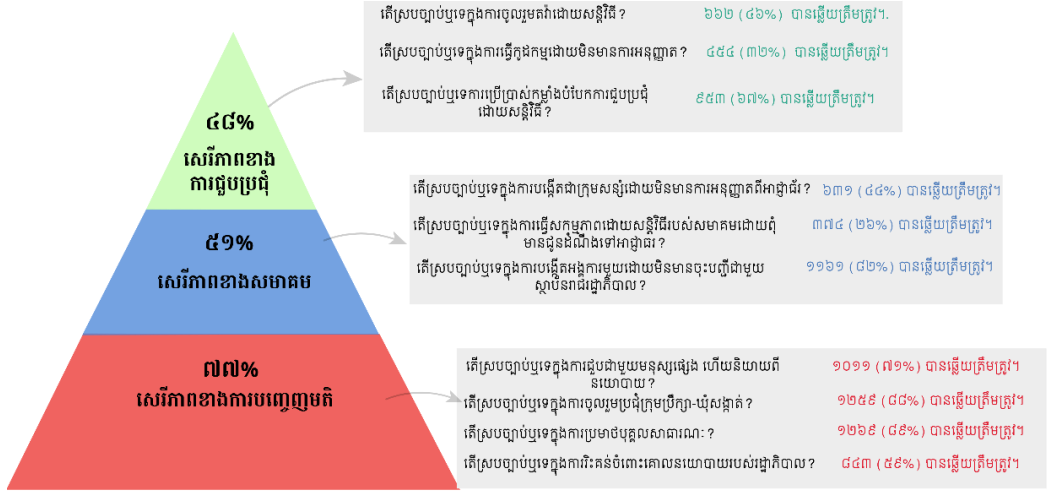 តើស្របច្បាប់ឬទេក្នុងការចូលរួមតវ៉ាដោយសន្តិវិធី? ៦៦២ (៤៦%) បានឆ្លើយត្រឹមត្រូវ។.
តើស្របច្បាប់ឬទេក្នុងការធ្វើកូដកម្មដោយមិនមានការអនុញ្ញាត? ៤៥៤ (៣២%) បានឆ្លើយត្រឹមត្រូវ។
តើស្របច្បាប់ឬទេការប្រើប្រាស់កម្លាំងបំបែកការជួបប្រជុំ ៩៥៣ (៦៧%) បានឆ្លើយត្រឹមត្រូវ។
ដោយសន្តិវិធី?
៤៨%
សេរីភាពខាង
ការជួបប្រជុំ
តើស្របច្បាប់ឬទេក្នុងការបង្កើតជាក្រុមសន្សំដោយមិនមានការអនុញ្ញាតពីអាជ្ញាធ័រ? ៦៣១ (៤៤%) បានឆ្លើយត្រឹមត្រូវ។
តើស្របច្បាប់ឬទេក្នុងការធ្វើសកម្មភាពដោយសន្តិវិធីរបស់សមាគមដោយពុំ ៣៧៤ (២៦%) បានឆ្លើយត្រឹមត្រូវ។
មានជូនដំណឹងទៅអាជ្ញាធរ?
តើស្របច្បាប់ឬទេក្នុងការបង្កើតអង្គការមួយដោយមិនមានចុះបញ្ជីជាមួយ ១១៦១ (៨២%) បានឆ្លើយត្រឹមត្រូវ។
ស្ថាប័នរាជរដ្ឋាភិបាល?
៥១%
សេរីភាពខាងសមាគម
តើស្របច្បាប់ឬទេក្នុងការជួបជាមួយមនុស្សផ្សេង ហើយនិយាយពី ១០១១ (៧១%) បានឆ្លើយត្រឹមត្រូវ។
នយោបាយ?
តើស្របច្បាប់ឬទេក្នុងការចូលរួមប្រជុំក្រុមប្រឹក្សា-ឃុំសង្កាត់? ១២៥៩ (៨៨%) បានឆ្លើយត្រឹមត្រូវ។
តើស្របច្បាប់ឬទេក្នុងការប្រមាថបុគ្គលសាធារណៈ? ១២៦៩ (៨៩%) បានឆ្លើយត្រឹមត្រូវ។
តើស្របច្បាប់ឬទេក្នុងការរិះគន់ចំពោះគោលនយោបាយរបស់រដ្ឋាភិបាល? ៨៤៣ (៥៩%) បានឆ្លើយត្រឹមត្រូវ។
៧៧%
សេរីភាពខាងការបញ្ចេញមតិ